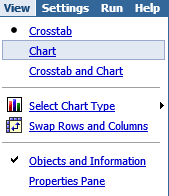 View Settings Run Help
Crosstab
Chart
Crosstab and Chart
Select Chart Type
Swap Rows and Columns
Objects and Information
Properties Pane